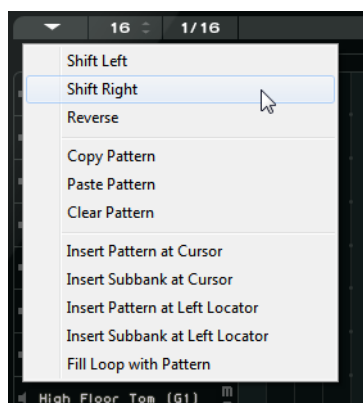 16 1/16
Shift Left
Shift Right
Reverse
Copy Pattern
Paste Pattern
Clear Pattern
Insert Pattern at Cursor
Insert Subbank at Cursor
Insert Pattern at Left Locator
Insert Subbank at Left Locator
Fill Loop with Pattern
High Floor Tom (G1) m